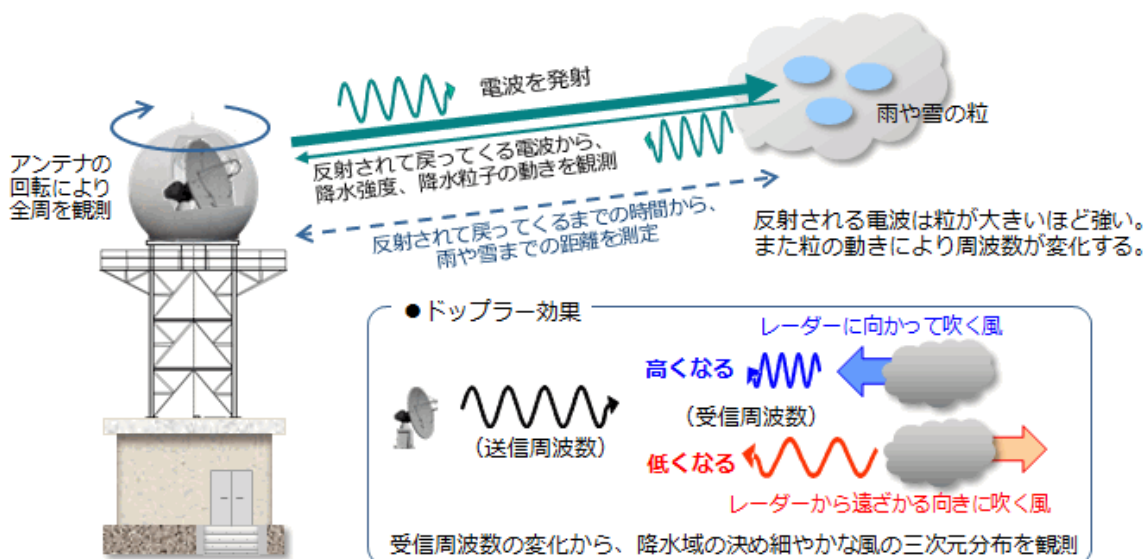 電波を発射
雨や雪の粒
アンテナの
回転により
全周を観測
反射されて戻ってくる電波から、
降水強度、降水粒子の動きを観測
反射されて戻ってくるまでの時間から、
雨や雪までの距離を測定
反射される電波は粒が大きいほど強い。
また粒の動きにより周波数が変化する。
●ドップラー効果
レーダーに向かって吹く風
高くなる
（送信周波数）
（受信周波数）
低くなる
レーダーから遠ざかる向きに吹く風
受信周波数の変化から、降水域の決め細やかな風の三次元分布を観測